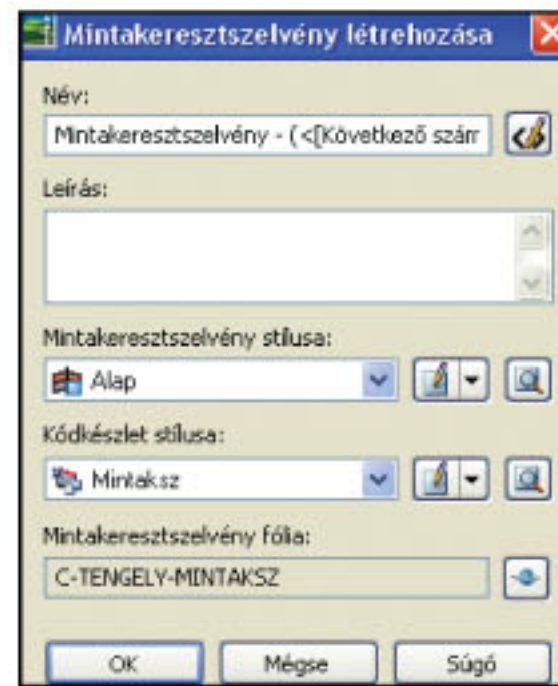 Mintakeresztszelvény létrehozása
Név:
Mintakeresztszelvény - (<[Következő szám
Leírás:
Mintakeresztszelvény stílusa:
Alap
Kódkészlet stílusa:
Mintaksz
Mintakeresztszelvény fólia:
C-TENGELY-MINTAKSZ
OK Mégse Súgó